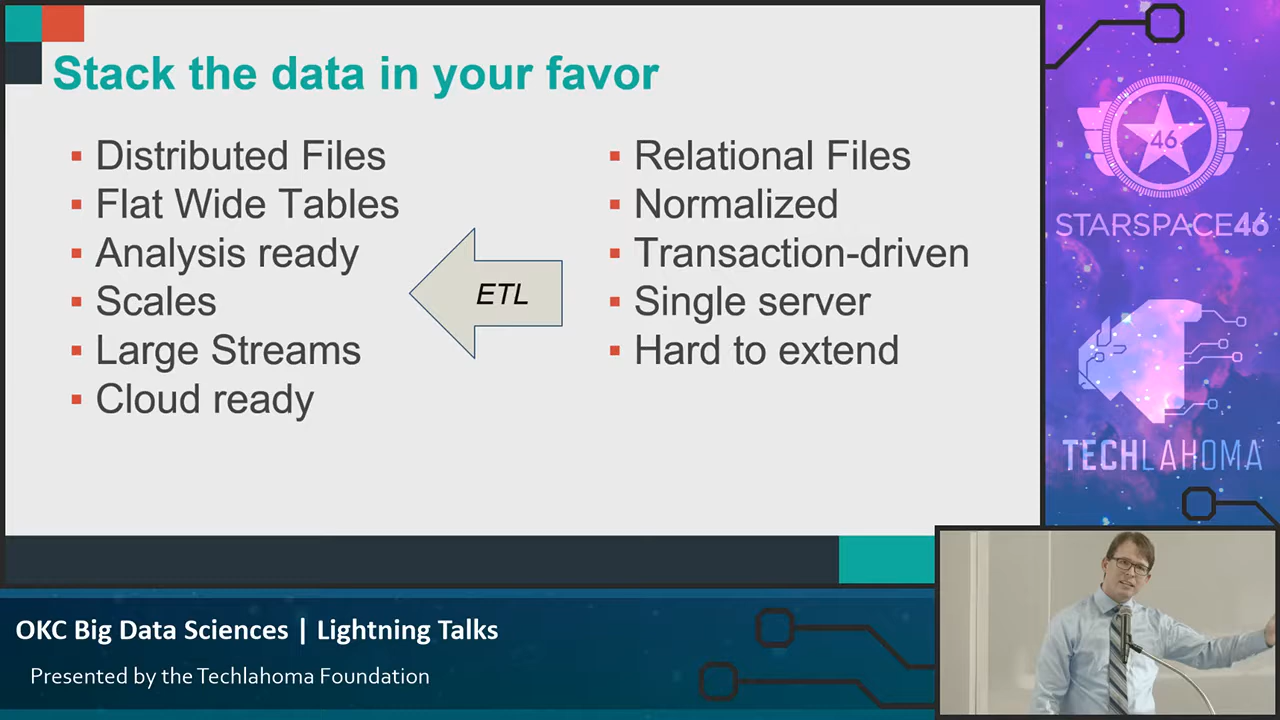 Stack the data in your favor
Distributed Files
Flat Wide Tables
Analysis ready
Scales
Large Streams
Cloud ready
ETL
Relational Files
Normalized
Transaction-driven
Single server
Hard to extend
46
STARSPACE46
TECHLAHOMA
OKC Big Data Sciences | Lightning Talks
Presented by the Techlahoma Foundation